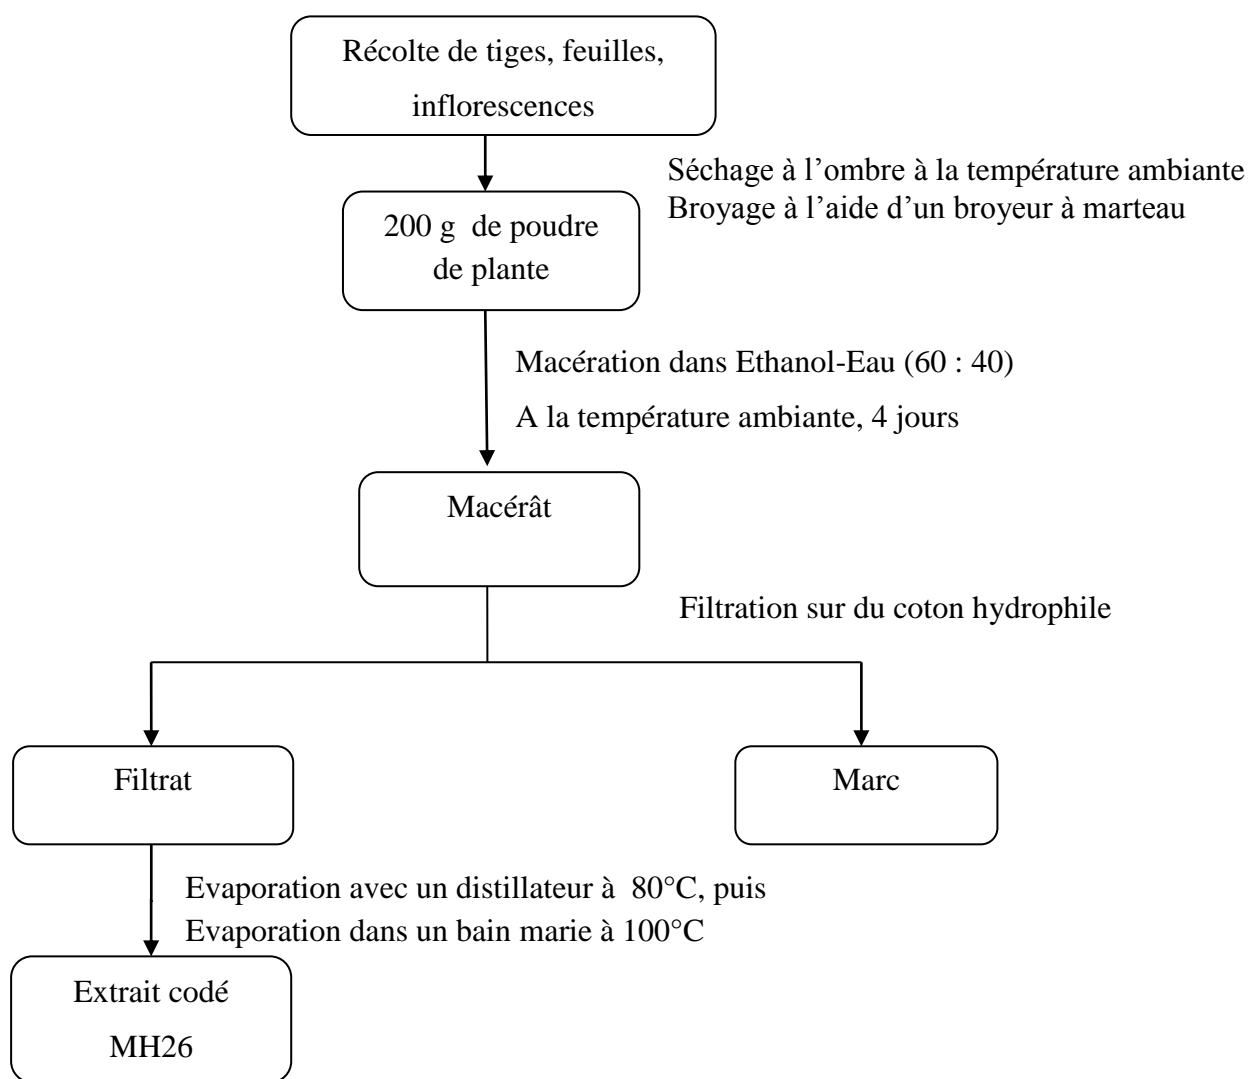 Récolte de tiges, feuilles,
inflorescences
Séchage à l’ombre à la température ambiante
Broyage à l’aide d’un broyeur à marteau
200 g  de poudre
de plante
Macération dans Ethanol-Eau (60 : 40)
A la température ambiante, 4 jours
Macérât
Filtration sur du coton hydrophile
Filtrat
Marc
Evaporation avec un distillateur à  80°C, puis
Evaporation dans un bain marie à 100°C
Extrait codé
MH26